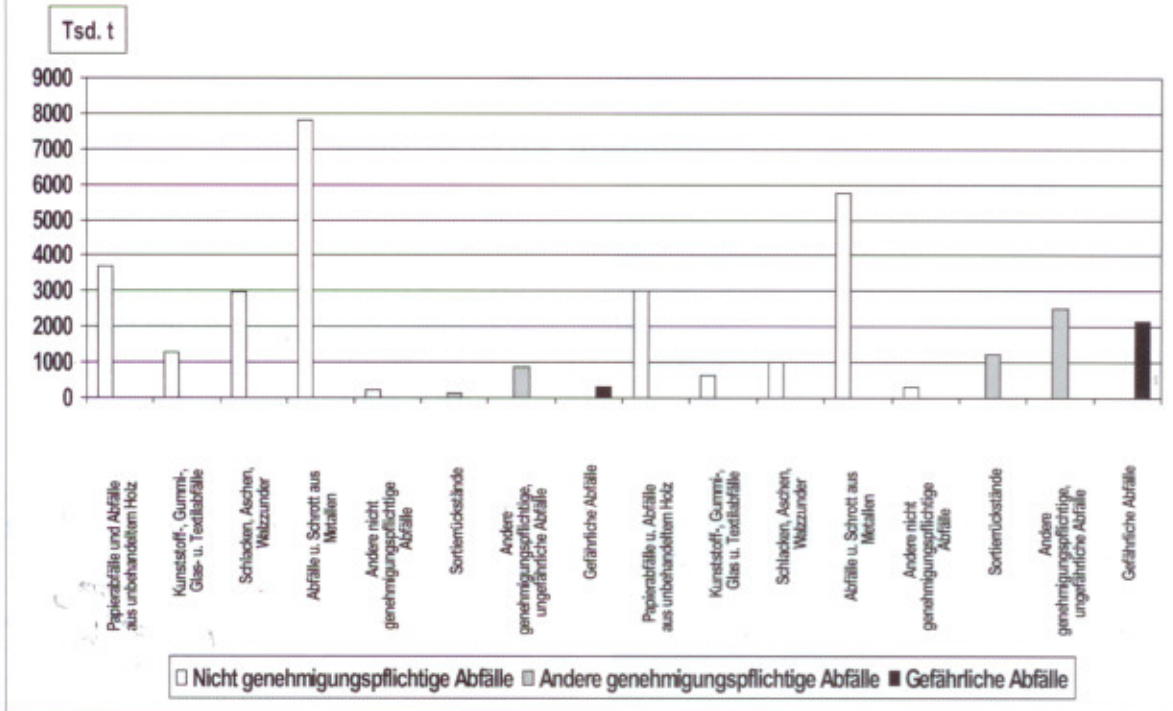 Tsd. t
9000
8000
7000
6000
5000
4000
3000
2000
1000
0
Papierabfälle und Abfälle
aus unbehandeltem Holz
Kunststoff-, Gummi-,
Glas- u. Textilabfälle
Schlacken, Aschen,
Walzzunder
Abfälle u. Schrott aus
Metallen
Andere nicht
genehmigungspflichtige
Abfälle
Sortierrückstände
Andere
genehmigungspflichtige,
ungefährliche Abfälle
Gefährliche Abfälle
Papierabfälle u. Abfälle
aus unbehandeltem Holz
Kunststoff-, Gummi-,
Glas u. Textilabfälle
Schlacken, Aschen,
Walzzunder
Abfälle u. Schrott aus
Metallen
Andere nicht
genehmigungspflichtige
Abfälle
Sortierrückstände
Andere
genehmigungspflichtige,
ungefährliche Abfälle
Gefährliche Abfälle
Nicht genehmigungspflichtige Abfälle Andere genehmigungspflichtige Abfälle Gefährliche Abfälle